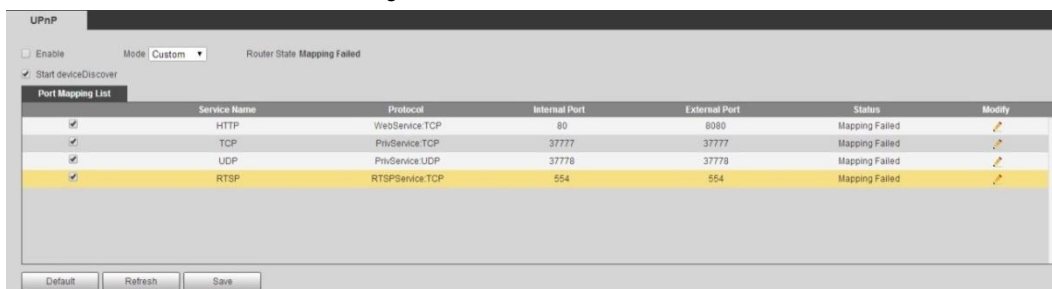 UPnP
Enable Mode Custom Router State Mapping Failed
Start deviceDiscover
Port Mapping List
Service Name Protocol Internal Port External Port Status Modify
HTTP WebService:TCP 80 8080 Mapping Failed
TCP PrivService:TCP 37777 37777 Mapping Failed
UDP PrivService:UDP 37778 37778 Mapping Failed
RTSP RTSPService:TCP 554 554 Mapping Failed
Default Refresh Save